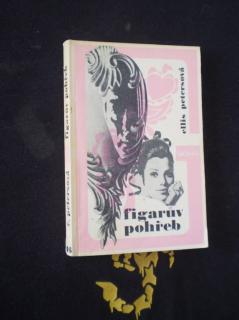 figarův pohřeb
e. petersová
ellis petersová
figarův
pohřeb